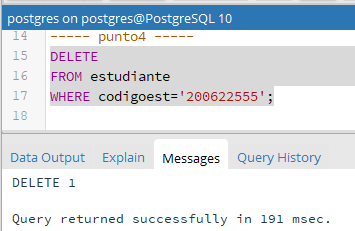 postgres on postgres@PostgreSQL 10
14 ----- punto4 -----
15 DELETE
16 FROM estudiante
17 WHERE codigoest='200622555';
18
Data Output Explain Messages Query History
DELETE 1
Query returned successfully in 191 msec.